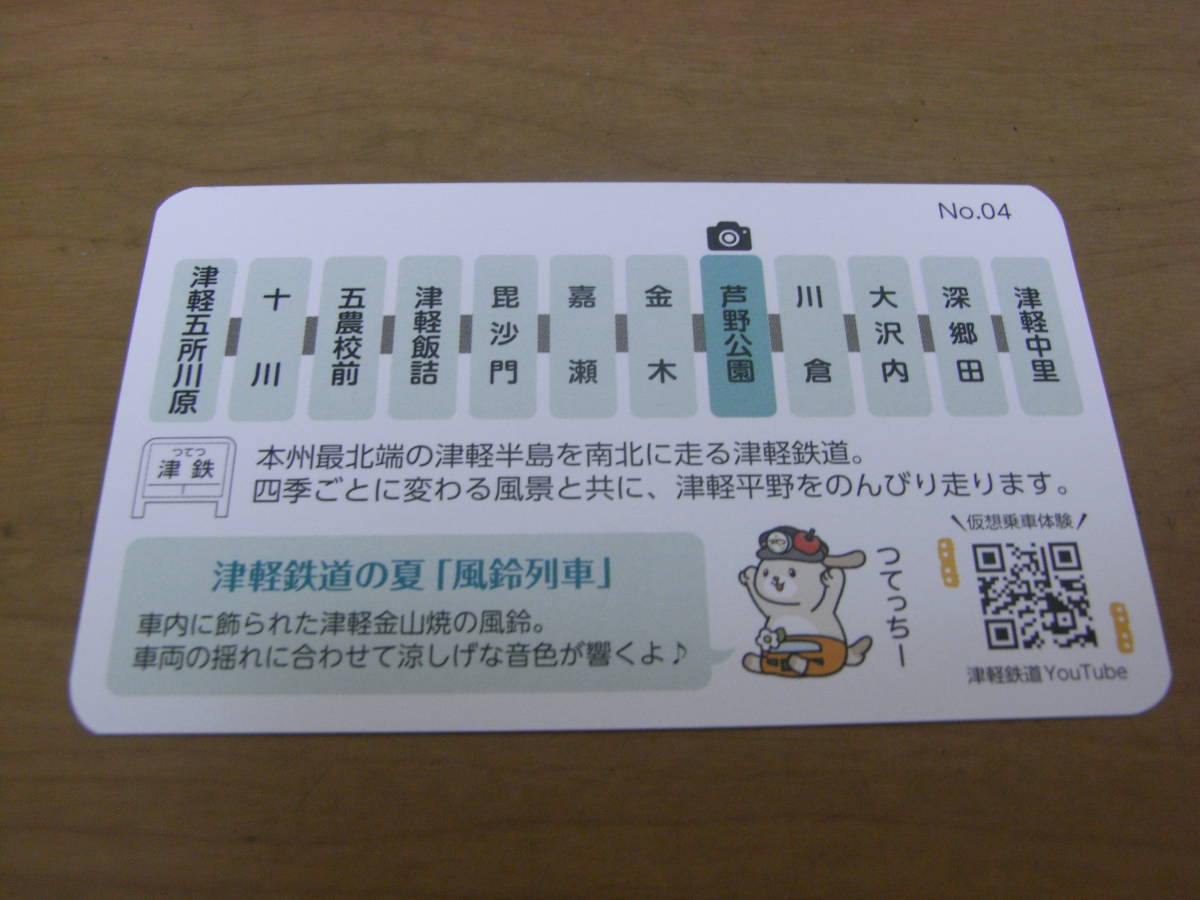 No.04
津軽五所川原
十川
五農校前
津軽飯詰
毘沙門
嘉瀬
金木
芦野公園
川倉
大沢内
深郷田
津軽中里
つてつ
津鉄
本州最北端の津軽半島を南北に走る津軽鉄道。
四季ごとに変わる風景と共に、津軽平野をのんびり走ります。
津軽鉄道の夏「風鈴列車」
車内に飾られた津軽金山焼の風鈴。
車両の揺れに合わせて涼しげな音色が響くよ♪
つてっちー
\仮想乗車体験/
津軽鉄道YouTube